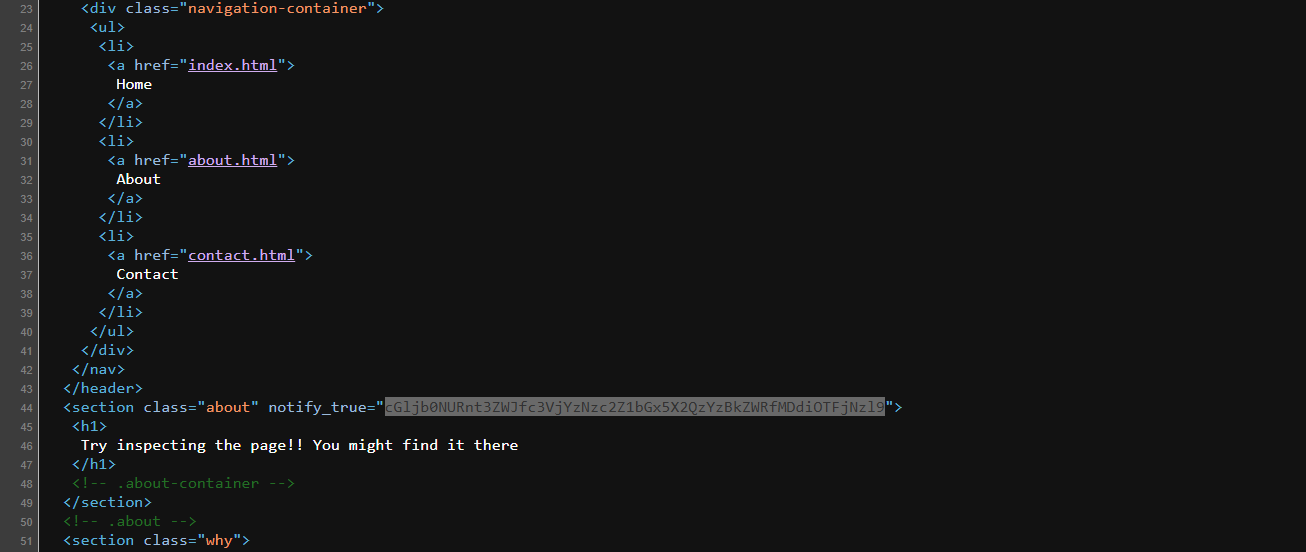 23 <div class="navigation-container">
24 <ul>
25 <li>
26 <a href="index.html">
27 Home
28 </a>
29 </li>
30 <li>
31 <a href="about.html">
32 About
33 </a>
34 </li>
35 <li>
36 <a href="contact.html">
37 Contact
38 </a>
39 </li>
40 </ul>
41 </div>
42 </nav>
43 </header>
44 <section class="about" notify_true="cGljb0NURnt3ZWJfc3VjYzNzc2Z1bGx5X2QzYzBkZWRfMDdiOTFjNzl9">
45 <h1>
46 Try inspecting the page!! You might find it there
47 </h1>
48 <!-- .about-container -->
49 </section>
50 <!-- .about -->
51 <section class="why">